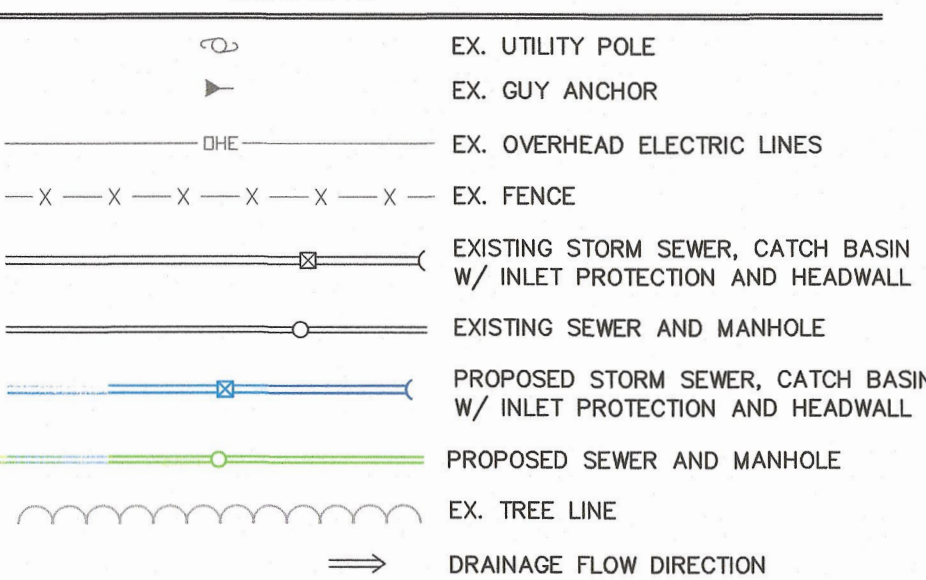 EX. UTILITY POLE
EX. GUY ANCHOR
OHE EX. OVERHEAD ELECTRIC LINES
X X X X X X EX. FENCE
EXISTING STORM SEWER, CATCH BASIN
W/ INLET PROTECTION AND HEADWALL
EXISTING SEWER AND MANHOLE
PROPOSED STORM SEWER, CATCH BASIN
W/ INLET PROTECTION AND HEADWALL
PROPOSED SEWER AND MANHOLE
EX. TREE LINE
DRAINAGE FLOW DIRECTION